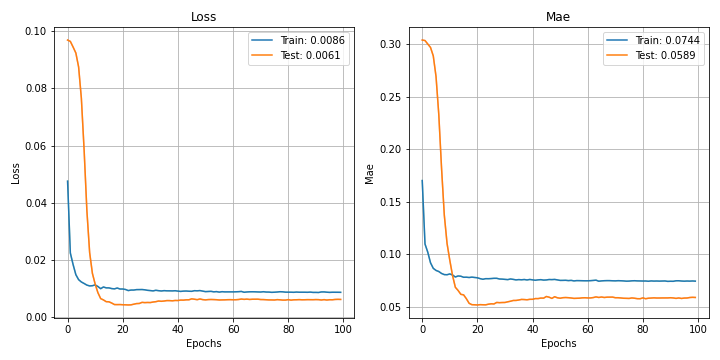 Loss
Train: 0.0086
Test: 0.0061
0.10
0.08
0.06
0.04
0.02
0.00
Loss
0 20 40 60 80 100
Epochs
Mae
Train: 0.0744
Test: 0.0589
0.30
0.25
0.20
0.15
0.10
0.05
Mae
0 20 40 60 80 100
Epochs